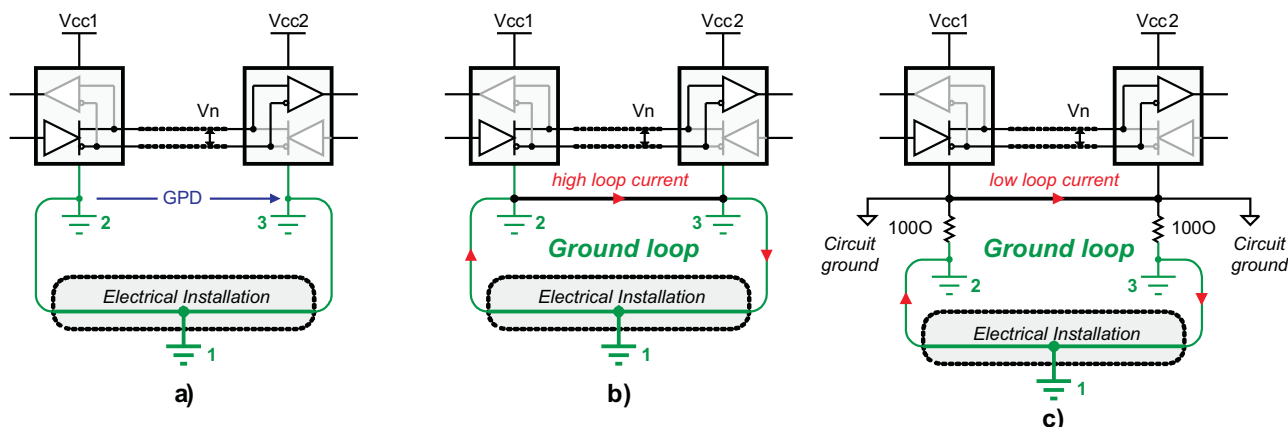 Vcc1
Vcc2
Vn
GPD
2
3
Electrical Installation
1
a)
Vcc1
Vcc2
Vn
high loop current
2
3
Ground loop
Electrical Installation
1
b)
Vcc1
Vcc2
Vn
low loop current
100O
100O
Circuit
ground
Ground loop
Circuit
ground
2
3
Electrical Installation
1
c)